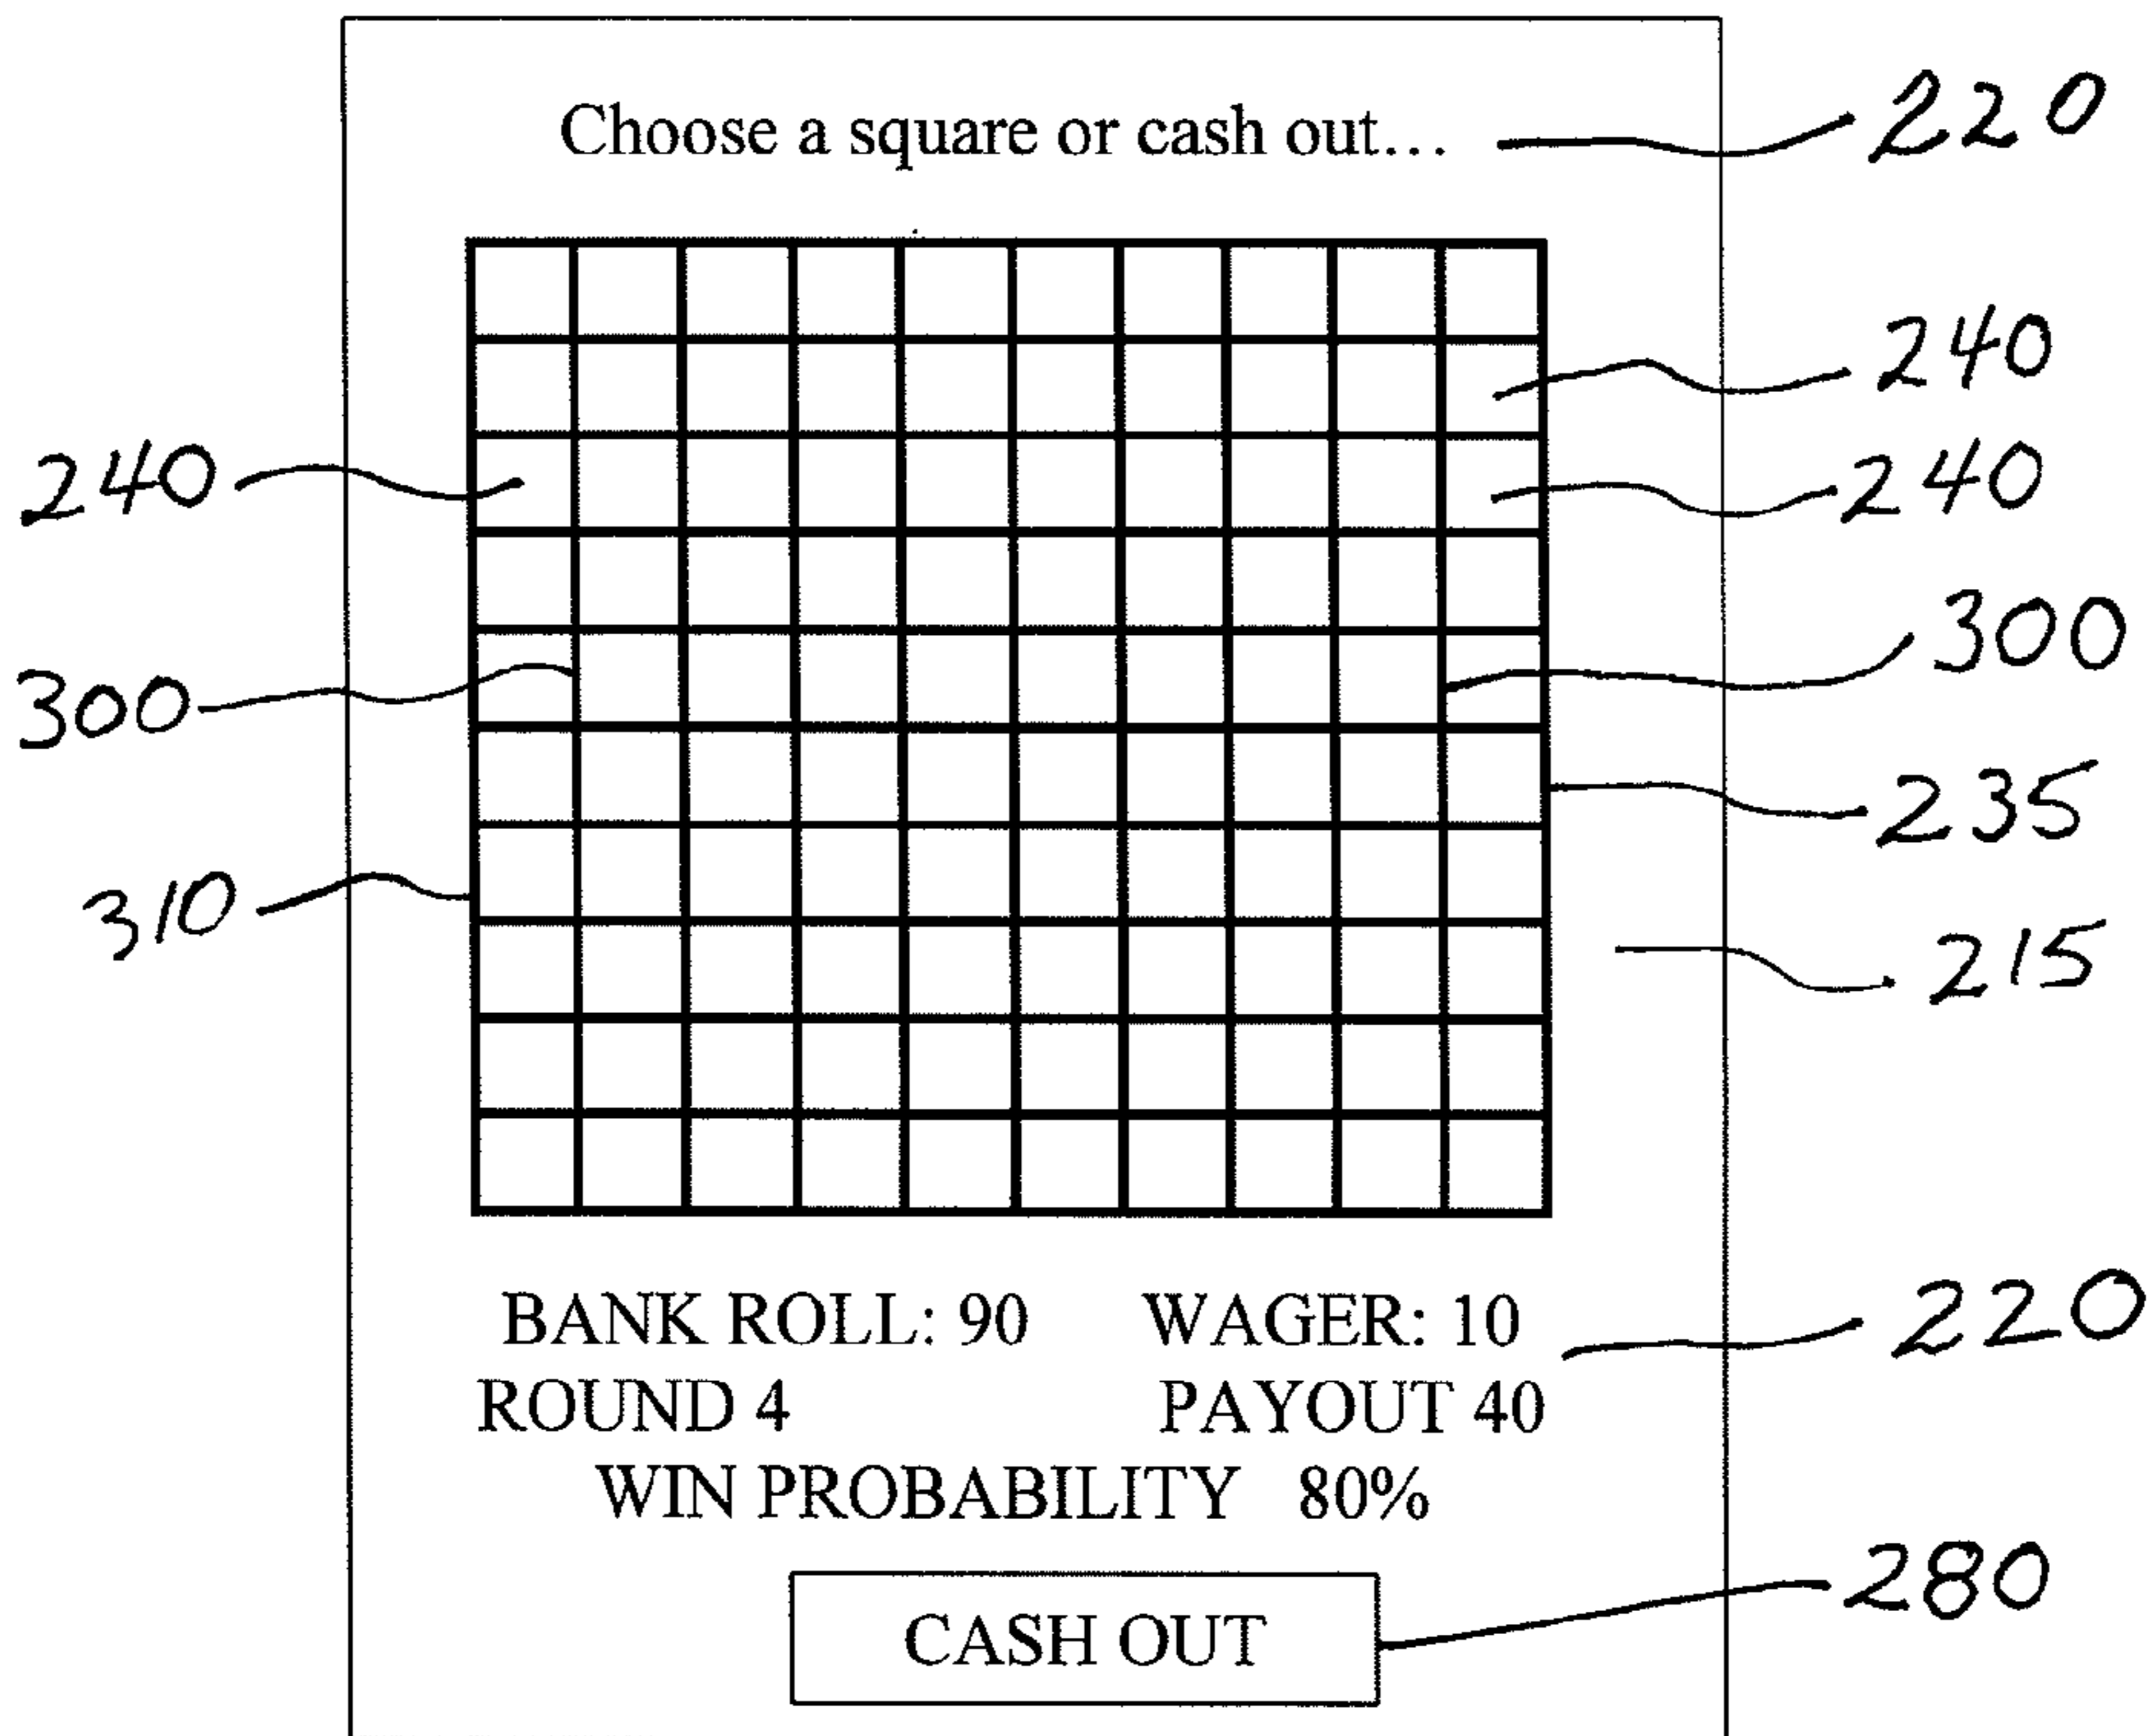 Choose a square or cash out...
220
240
240
240
300
300
235
310
215
BANK ROLL: 90 WAGER: 10
220
ROUND 4 PAYOUT 40
WIN PROBABILITY 80%
280
CASH OUT